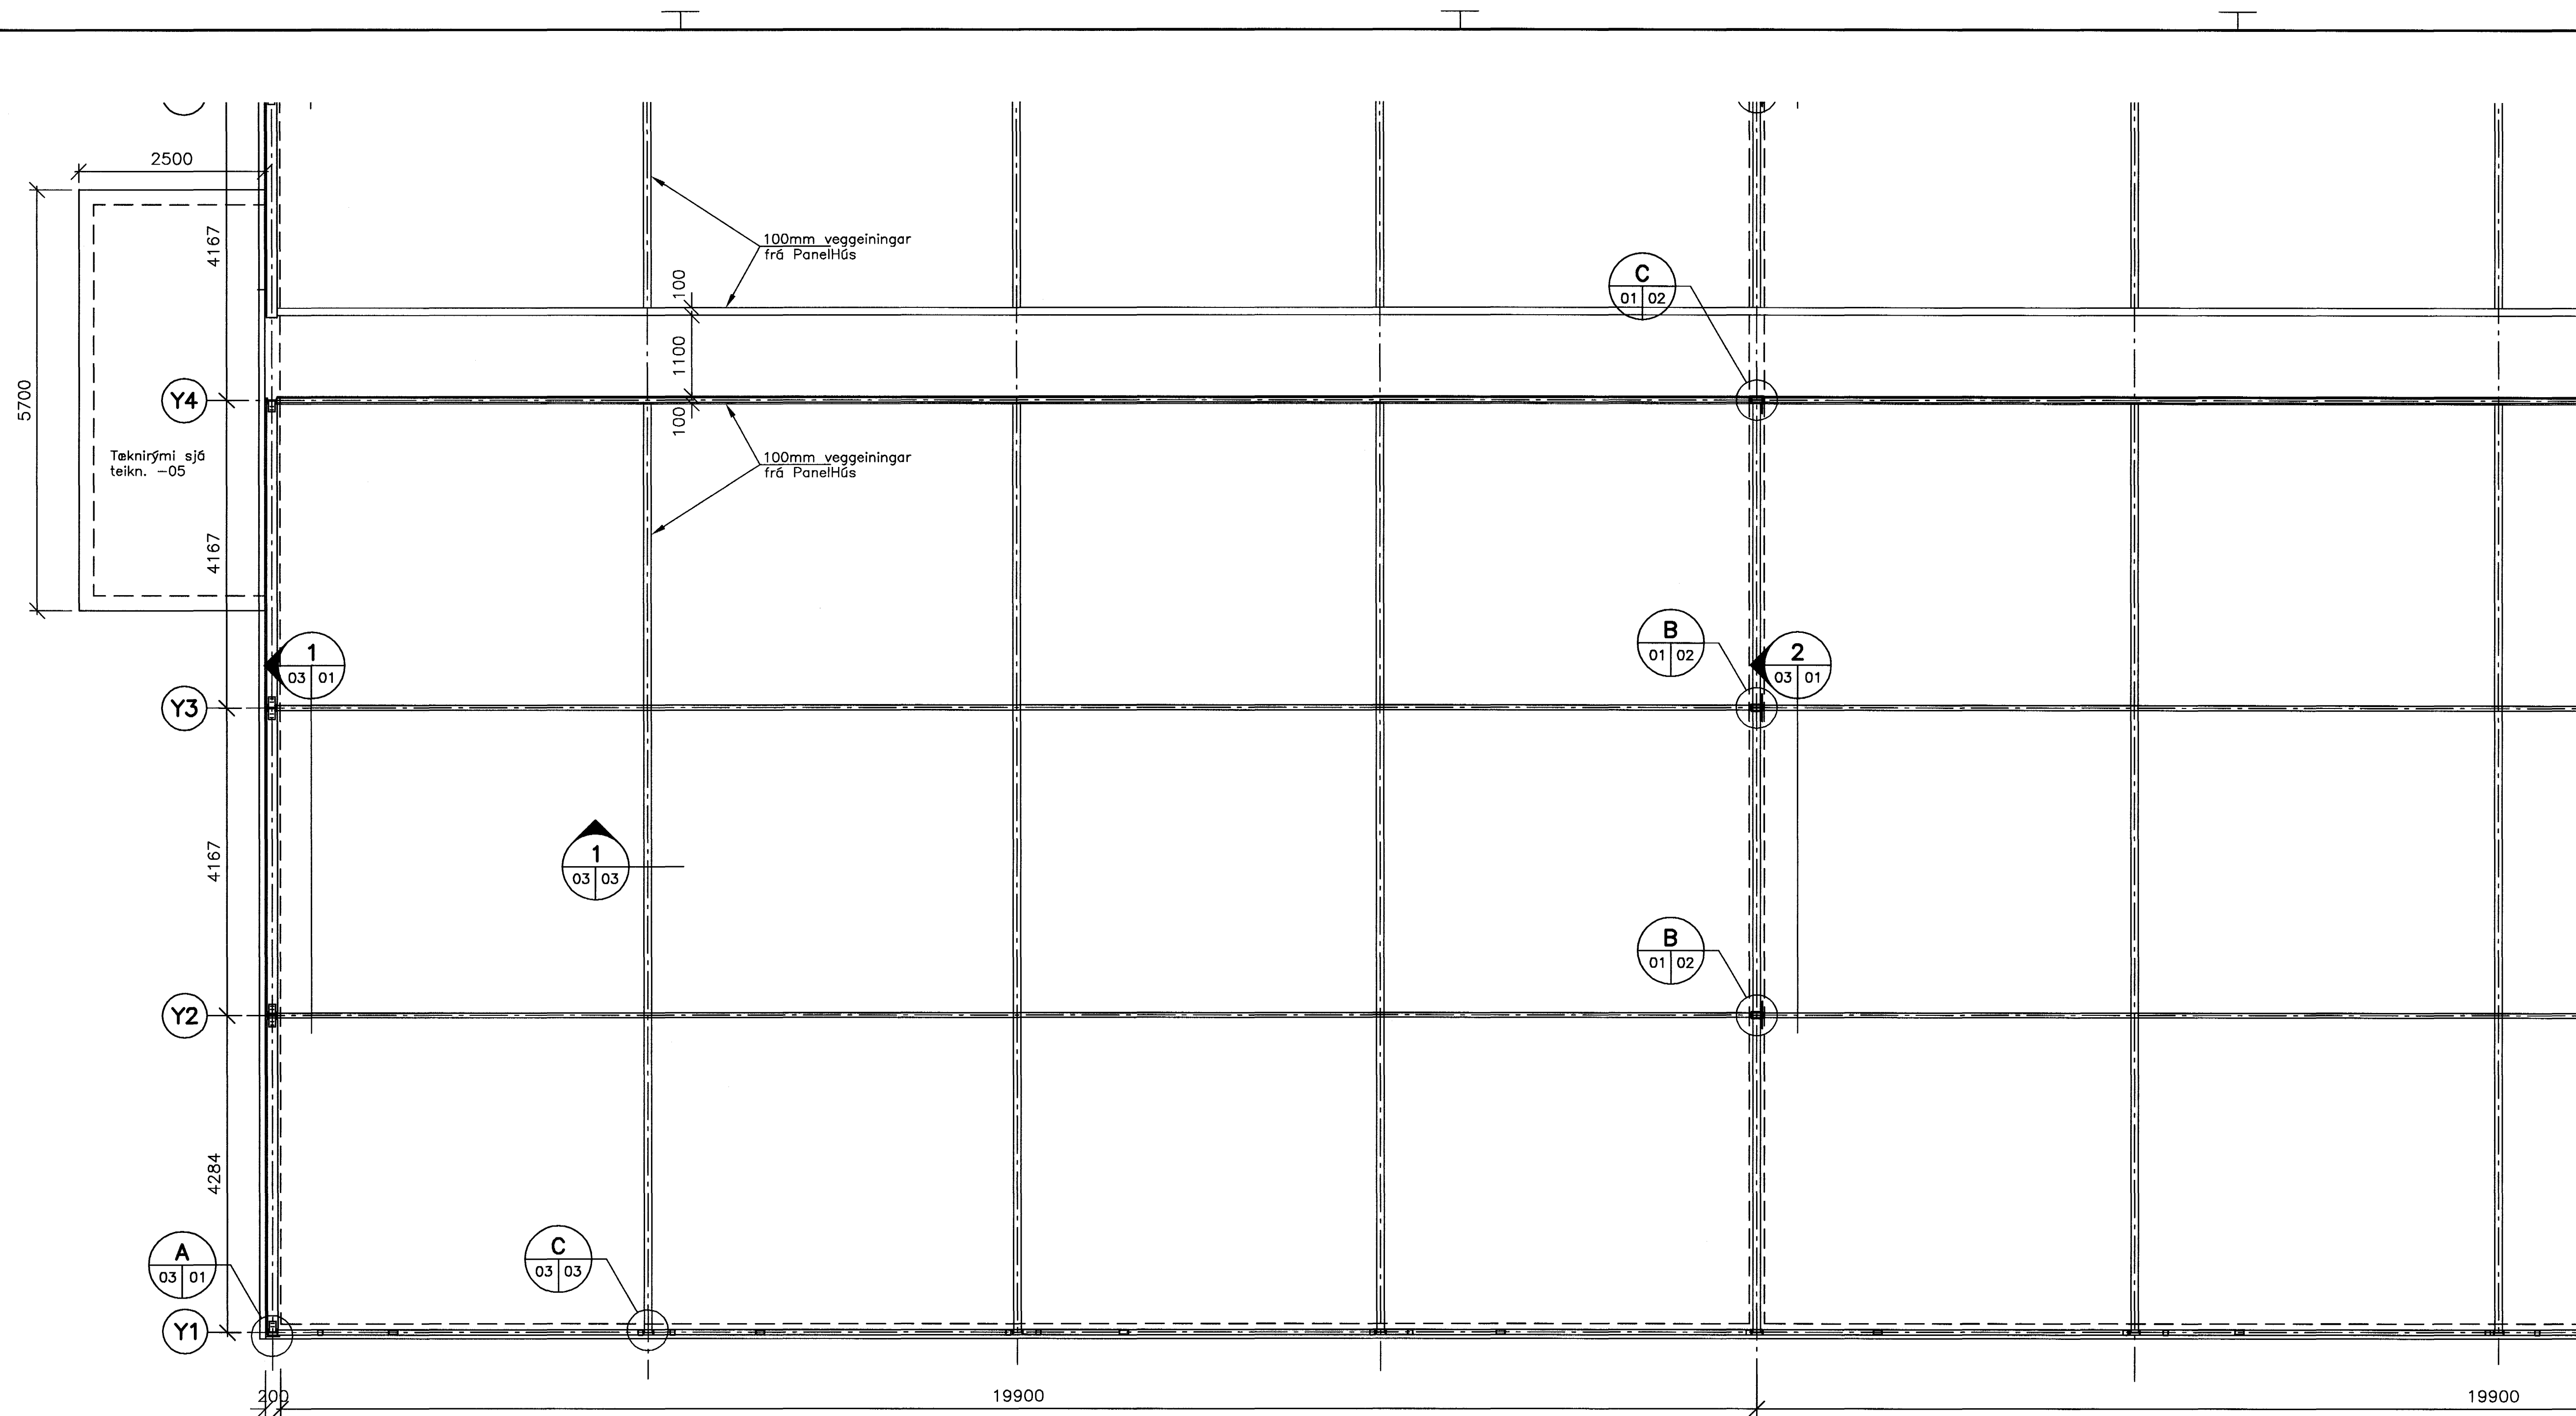 2500
4167
100mm veggeiningar
frá PanelHús
100
C
01 02
1100
5700
Y4
100
Tæknirými sjá
teikn. -05
100mm veggeiningar
frá PanelHús
4167
B
01 02
1
03 01
2
03 01
Y3
4167
1
03 03
B
01 02
Y2
4284
A
03 01
C
03 03
Y1
200
19900
19900